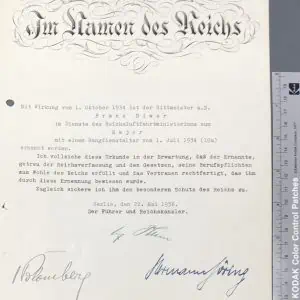 Im Namen des Reichs
Mit Wirkung vom 1. Oktober 1934 ist der Rittmeister a.D.
Franz
im Dienste des Reichsluftfahrtministeriums zum
Major
mit einem Rangdienstalter vom 1. Juli 1934
ernannt worden.
Ich vollziehe diese Urkunde in der Erwartung, daß der Ernannte,
getreu der Reichsverfassung und den Gesetzen, seine Berufspflichten
zum Wohle des Reichs erfüllt und das Vertrauen rechtfertigt, das ihm
durch diese Ernennung bewiesen wurde.
Zugleich sichere ich ihm den besonderen Schutz des Reichs zu.
Berlin, den 22. Mai 1936.
Der Führer und Reichskanzler.
Blomberg
Hermann Göring
KODAK Color Control Patches